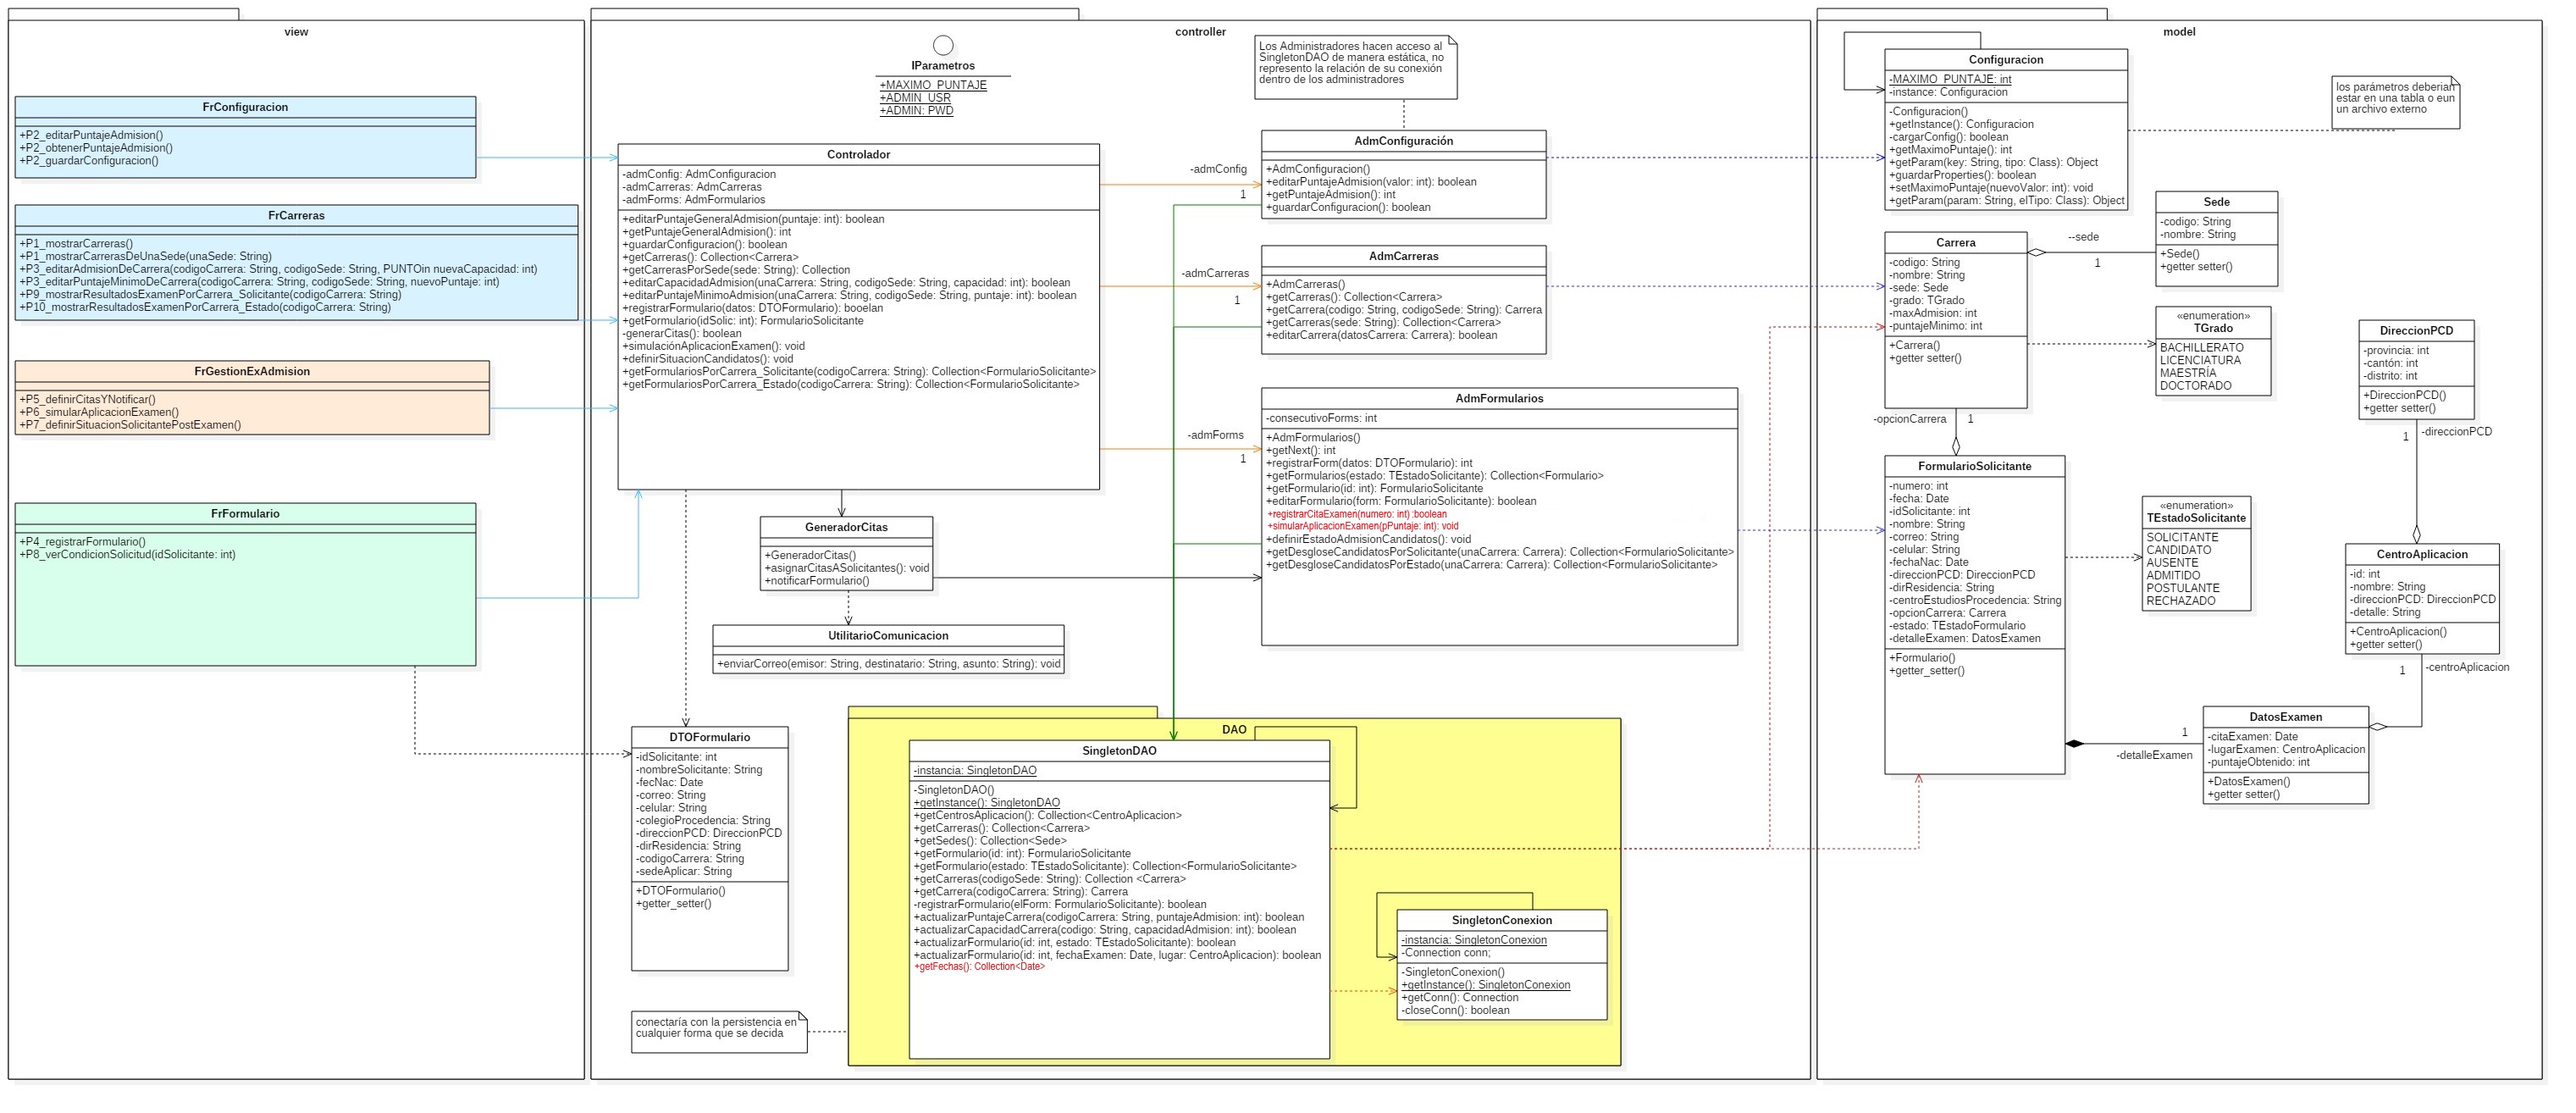 view
FrConfiguracion
+P2_editarPuntajeAdmision()
+P2_obtenerPuntajeAdmision()
+P2_guardarConfiguracion()
FrCarreras
+P1_mostrarCarreras()
+P1_mostrarCarrerasDeUnaSede(unaSede: String)
+P3_editarAdmisionDeCarrera(codigoCarrera: String, codigoSede: String, PUNTOin nuevaCapacidad: int)
+P3_editarPuntajeMinimoDeCarrera(codigoCarrera: String, codigoSede: String, nuevoPuntaje: int)
+P9_mostrarResultadosExamenPorCarrera_Solicitante(codigoCarrera: String)
+P10_mostrarResultadosExamenPorCarrera_Estado(codigoCarrera: String)
FrGestionExAdmision
+P5_definirCitasYNotificar()
+P6_simularAplicacionExamen()
+P7_definirSituacionSolicitantePostExamen()
FrFormulario
+P4_registrarFormulario()
+P8_verCondicionSolicitud(idSolicitante: int)
controller
IParametros
+MAXIMO_PUNTAJE
+ADMIN_USR
+ADMIN: PWD
Los Administradores hacen acceso al
SingletonDAO de manera estática, no
represento la relación de su conexión
dentro de los administradores
Controlador
-admConfig: AdmConfiguracion
-admCarreras: AdmCarreras
-admForms: AdmFormularios
+editarPuntajeGeneralAdmision(puntaje: int): boolean
+getPuntajeGeneralAdmision(): int
+guardarConfiguracion(): boolean
+getCarreras(): Collection<Carrera>
+getCarrerasPorSede(sede: String): Collection
+editarCapacidadAdmision(unaCarrera: String, codigoSede: String, capacidad: int): boolean
+editarPuntajeMinimoAdmision(unaCarrera: String, codigoSede: String, puntaje: int): boolean
+registrarFormulario(datos: DTOFormulario): booelan
+getFormulario(idSolic: int): FormularioSolicitante
-generarCitas(): boolean
+simulaciónAplicacionExamen(): void
+definirSituacionCandidatos(): void
+getFormulariosPorCarrera_Solicitante(codigoCarrera: String): Collection<FormularioSolicitante>
+getFormulariosPorCarrera_Estado(codigoCarrera: String): Collection<FormularioSolicitante>
-admConfig
1
-admCarreras
1
-admForms
1
AdmConfiguración
+AdmConfiguracion()
+editarPuntajeAdmision(valor: int): boolean
+getPuntajeAdmision(): int
+guardarConfiguracion(): boolean
AdmCarreras
+AdmCarreras()
+getCarreras(): Collection<Carrera>
+getCarrera(codigo: String, codigoSede: String): Carrera
+getCarreras(sede: String): Collection<Carrera>
+editarCarrera(datosCarrera: Carrera): boolean
AdmFormularios
-consecutivoForms: int
+AdmFormularios()
+getNext(): int
+registrarForm(datos: DTOFormulario): int
+getFormularios(estado: TEstadoSolicitante): Collection<Formulario>
+getFormulario(id: int): FormularioSolicitante
+editarFormulario(form: FormularioSolicitante): boolean
+registrarCitaExamen(numero: int) :boolean
+simularAplicacionExamen(pPuntaje: int): void
+definirEstadoAdmisionCandidatos(): void
+getDesgloseCandidatosPorSolicitante(unaCarrera: Carrera): Collection<FormularioSolicitante>
+getDesgloseCandidatosPorEstado(unaCarrera: Carrera): Collection<FormularioSolicitante>
GeneradorCitas
+GeneradorCitas()
+asignarCitasASolicitantes(): void
+notificarFormulario()
UtilitarioComunicacion
+enviarCorreo(emisor: String, destinatario: String, asunto: String): void
DTOFormulario
-idSolicitante: int
-nombreSolicitante: String
-fecNac: Date
-correo: String
-celular: String
-colegioProcedencia: String
-direccionPCD: DireccionPCD
-dirResidencia: String
-codigoCarrera: String
-sedeAplicar: String
+DTOFormulario()
+getter_setter()
conectaría con la persistencia en
cualquier forma que se decida
DAO
SingletonDAO
-instancia: SingletonDAO
-SingletonDAO()
+getInstance(): SingletonDAO
+getCentrosAplicacion(): Collection<CentroAplicacion>
+getCarreras(): Collection<Carrera>
+getSedes(): Collection<Sede>
+getFormulario(id: int): FormularioSolicitante
+getFormulario(estado: TEstadoSolicitante): Collection<FormularioSolicitante>
+getCarreras(codigoSede: String): Collection <Carrera>
+getCarrera(codigoCarrera: String): Carrera
-registrarFormulario(elForm: FormularioSolicitante): boolean
+actualizarPuntajeCarrera(codigoCarrera: String, puntajeAdmision: int): boolean
+actualizarCapacidadCarrera(codigo: String, capacidadAdmision: int): boolean
+actualizarFormulario(id: int, estado: TEstadoSolicitante): boolean
+actualizarFormulario(id: int, fechaExamen: Date, lugar: CentroAplicacion): boolean
+getFechas(): Collection<Date>
SingletonConexion
-instancia: SingletonConexion
-Connection conn;
-SingletonConexion()
+getInstance(): SingletonConexion
+getConn(): Connection
-closeConn(): boolean
model
Configuracion
-MAXIMO_PUNTAJE: int
-instance: Configuracion
-Configuracion()
+getInstance(): Configuracion
-cargarConfig(): boolean
+getMaximoPuntaje(): int
+getParam(key: String, tipo: Class): Object
+guardarProperties(): boolean
+setMaximoPuntaje(nuevoValor: int): void
+getParam(param: String, elTipo: Class): Object
los parámetros deberian
estar en una tabla o eun
un archivo externo
Carrera
-codigo: String
-nombre: String
-sede: Sede
-grado: TGrado
-maxAdmision: int
-puntajeMinimo: int
+Carrera()
+getter setter()
--sede
1
Sede
-codigo: String
-nombre: String
+Sede()
+getter setter()
«enumeration»
TGrado
BACHILLERATO
LICENCIATURA
MAESTRÍA
DOCTORADO
DireccionPCD
-provincia: int
-cantón: int
-distrito: int
+DireccionPCD()
+getter setter()
-opcionCarrera
1
1
-direccionPCD
FormularioSolicitante
-numero: int
-fecha: Date
-idSolicitante: int
-nombre: String
-correo: String
-celular: String
-fechaNac: Date
-direccionPCD: DireccionPCD
-dirResidencia: String
-centroEstudiosProcedencia: String
-opcionCarrera: Carrera
-estado: TEstadoFormulario
-detalleExamen: DatosExamen
+Formulario()
+getter_setter()
«enumeration»
TEstadoSolicitante
SOLICITANTE
CANDIDATO
AUSENTE
ADMITIDO
POSTULANTE
RECHAZADO
CentroAplicacion
-id: int
-nombre: String
-direccionPCD: DireccionPCD
-detalle: String
+CentroAplicacion()
+getter setter()
1
-centroAplicacion
DatosExamen
-citaExamen: Date
-lugarExamen: CentroAplicacion
-puntajeObtenido: int
+DatosExamen()
+getter setter()
1
-detalleExamen